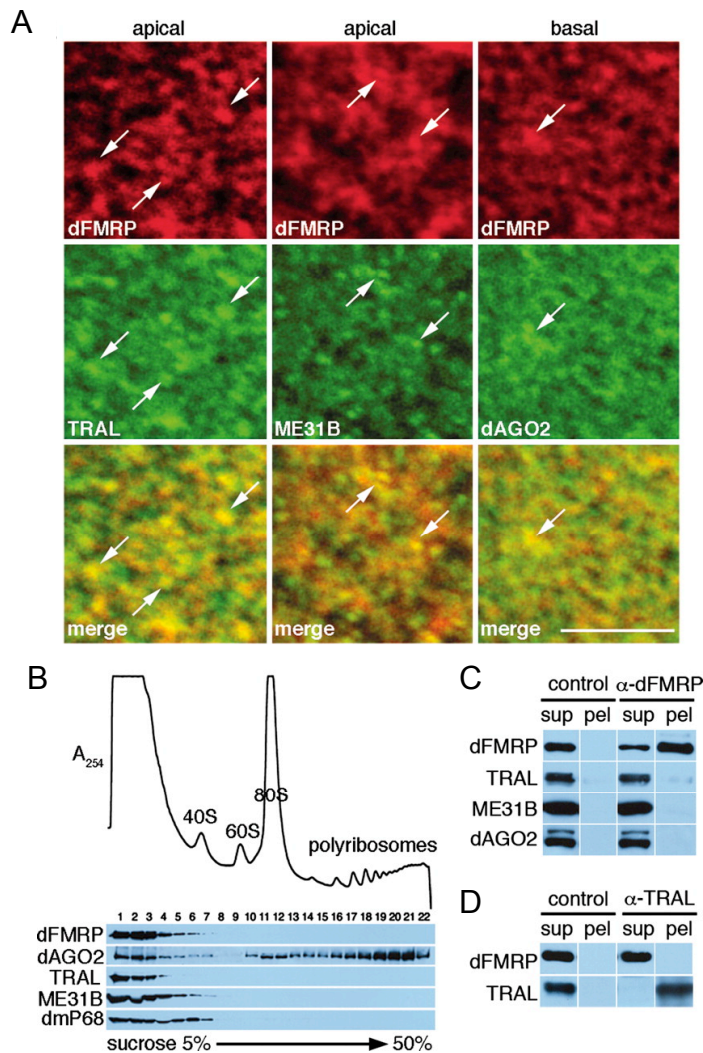 A
apical apical basal
dFMRP dFMRP dFMRP
TRAL ME31B dAGO2
merge merge merge
B
A254
40S 60S 80S polyribosomes
1 2 3 4 5 6 7 8 9 10 11 12 13 14 15 16 17 18 19 20 21 22
dFMRP
dAGO2
TRAL
ME31B
dmP68
sucrose 5% 50%
C
control α-dFMRP
sup pel sup pel
dFMRP
TRAL
ME31B
dAGO2
D
control α-TRAL
sup pel sup pel
dFMRP
TRAL